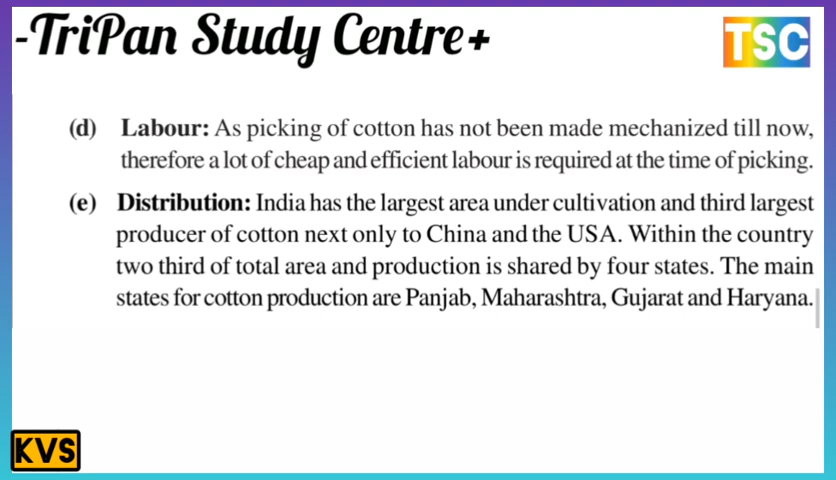 -TriPan Study Centre+
TSC
(d) Labour: As picking of cotton has not been made mechanized till now,
therefore a lot of cheap and efficient labour is required at the time of picking.
(e) Distribution: India has the largest area under cultivation and third largest
producer of cotton next only to China and the USA. Within the country
two third of total area and production is shared by four states. The main
states for cotton production are Panjab, Maharashtra, Gujarat and Haryana.
KVS